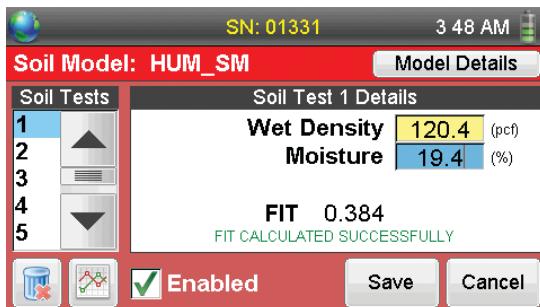 SN: 01331 3 48 AM
Soil Model: HUM_SM Model Details
Soil Tests Soil Test 1 Details
1 Wet Density 120.4 (pcf)
2 Moisture 19.4 (%)
3
4 FIT 0.384
5 FIT CALCULATED SUCCESSFULLY
Enabled Save Cancel